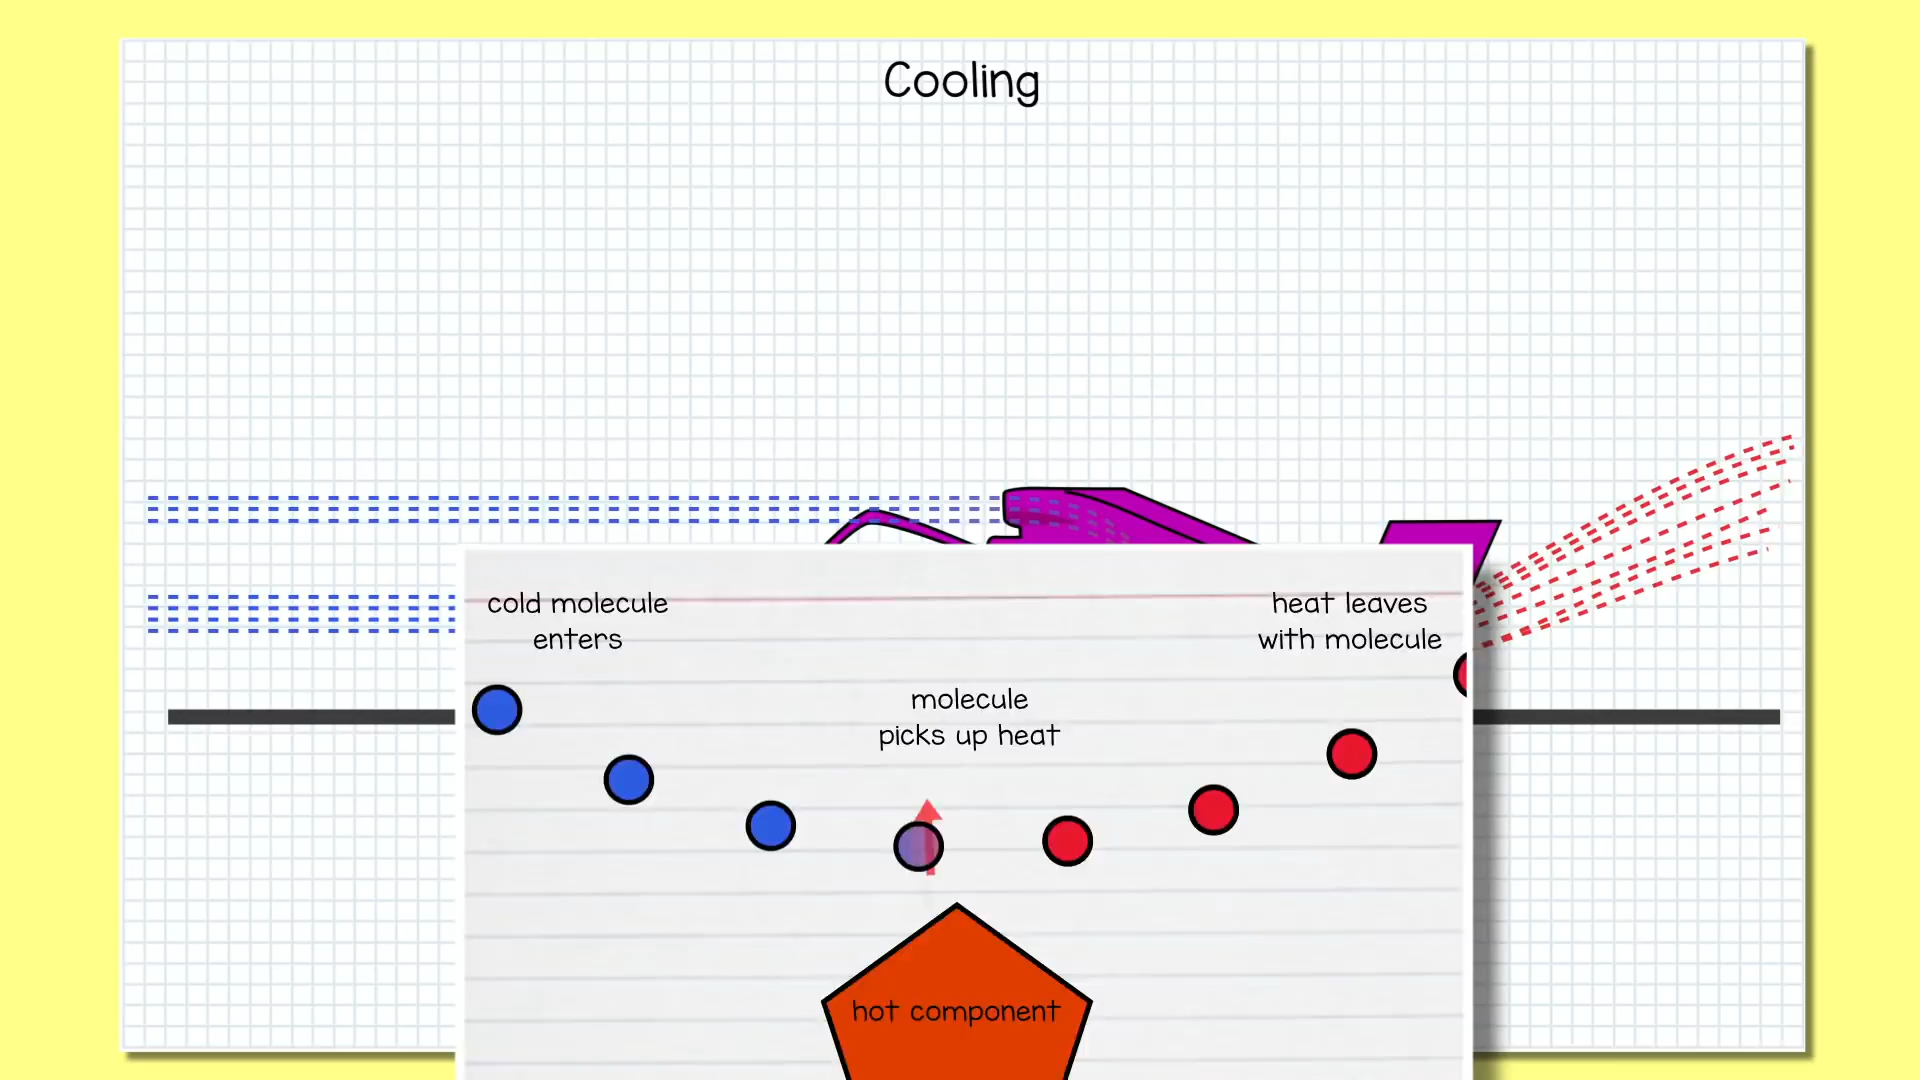 Cooling
cold molecule
enters
heat leaves
with molecule
molecule
picks up heat
hot component